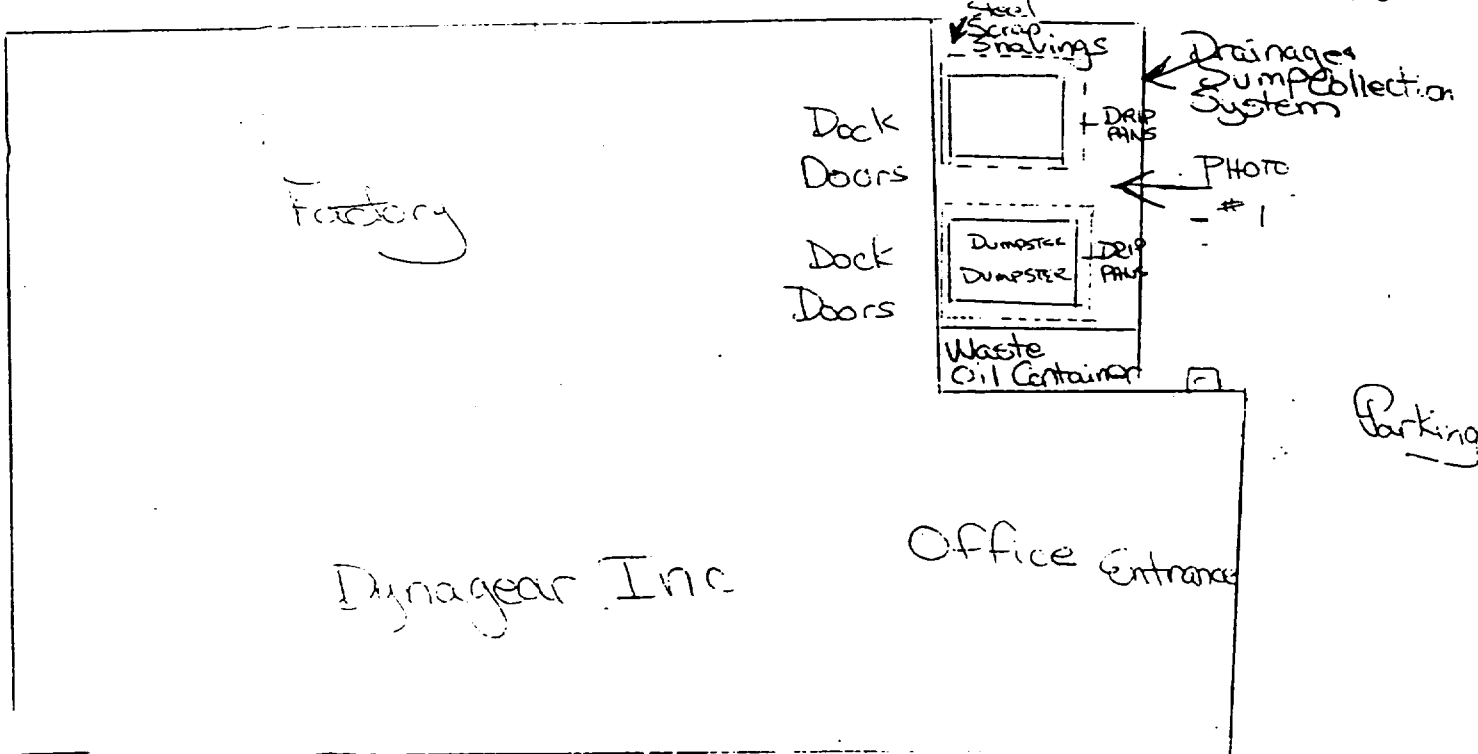 Steel
Scrap
Shavings
Drainage &
Sump Collection
System
Dock
Doors
DRIP
PANS
PHOTO
# 1
Factory
Dock
Doors
DUMPSTER
DUMPSTER
DRIP
PANS
Waste
Oil Container
Parking
Office Entrance
Dynagear Inc